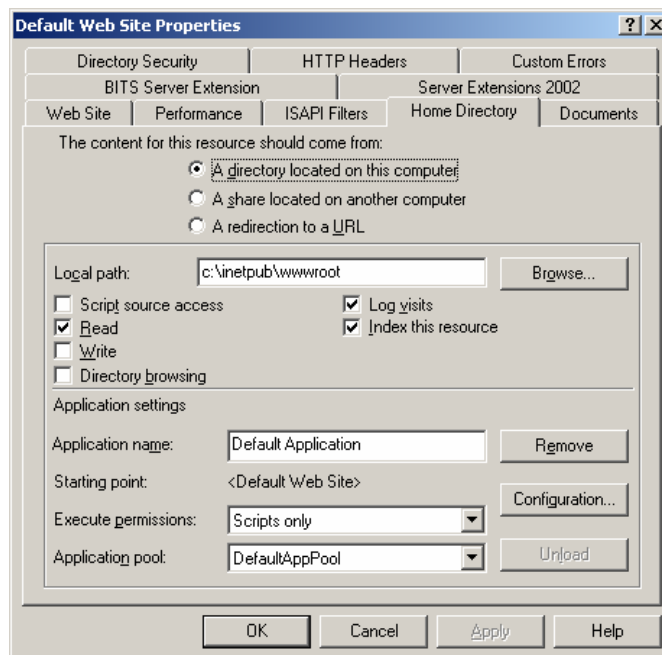 Default Web Site Properties
Directory Security HTTP Headers Custom Errors
BITS Server Extension Server Extensions 2002
Web Site Performance ISAPI Filters Home Directory Documents
The content for this resource should come from:
A directory located on this computer
A share located on another computer
A redirection to a URL
Local path: c:\inetpub\wwwroot Browse...
Script source access Log visits
Read Index this resource
Write
Directory browsing
Application settings
Application name: Default Application Remove
Starting point: <Default Web Site>
Configuration...
Execute permissions: Scripts only
Application pool: DefaultAppPool Unload
OK Cancel Apply Help